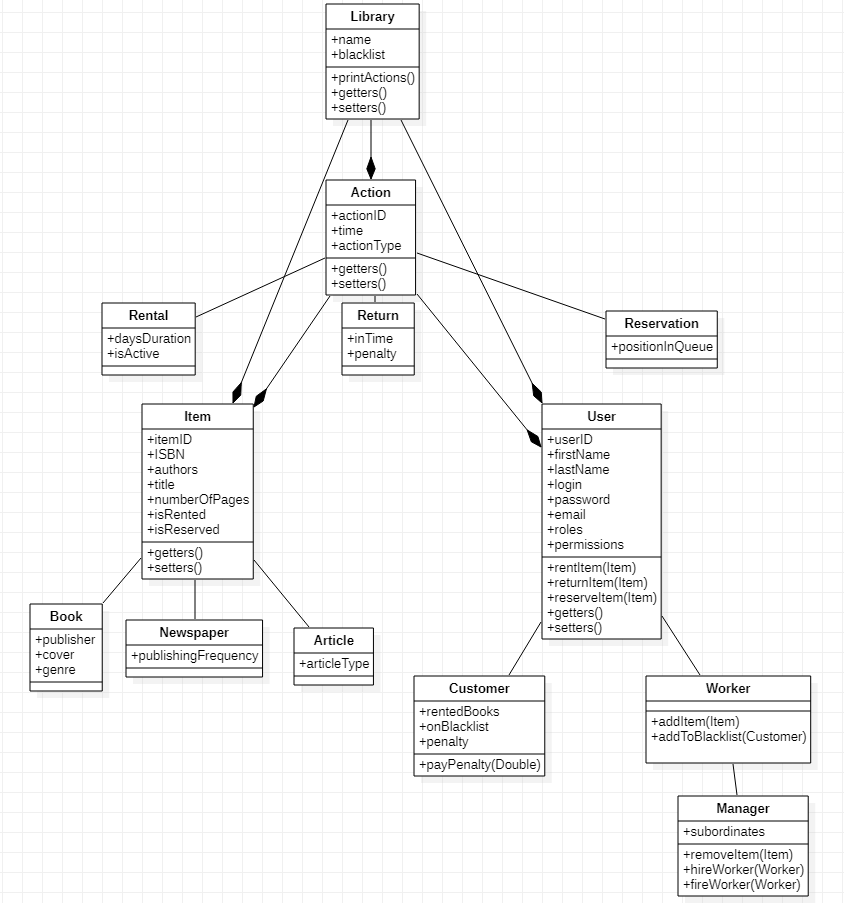 Library
+name
+blacklist
+printActions()
+getters()
+setters()
Action
+actionID
+time
+actionType
+getters()
+setters()
Rental
+daysDuration
+isActive
Return
+inTime
+penalty
Reservation
+positionInQueue
Item
+itemID
+ISBN
+authors
+title
+numberOfPages
+isRented
+isReserved
+getters()
+setters()
User
+userID
+firstName
+lastName
+login
+password
+email
+roles
+permissions
+rentItem(Item)
+returnItem(Item)
+reserveItem(Item)
+getters()
+setters()
Book
+publisher
+cover
+genre
Newspaper
+publishingFrequency
Article
+articleType
Customer
+rentedBooks
+onBlacklist
+penalty
+payPenalty(Double)
Worker
+addItem(Item)
+addToBlacklist(Customer)
Manager
+subordinates
+removeItem(Item)
+hireWorker(Worker)
+fireWorker(Worker)